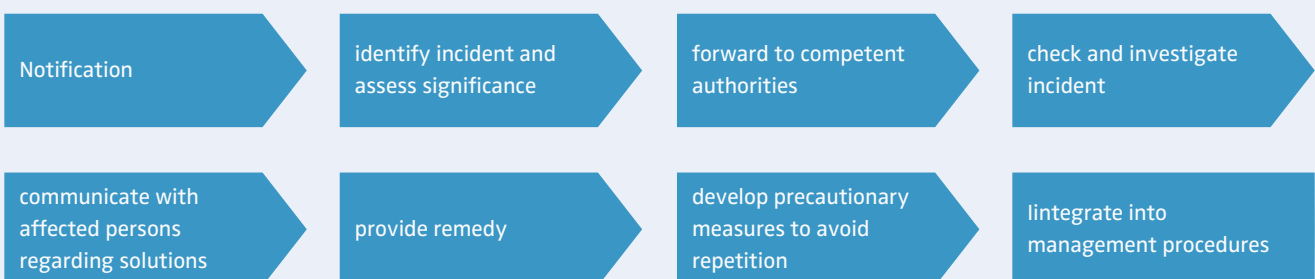 Notification
identify incident and
assess significance
forward to competent
authorities
check and investigate
incident
communicate with
affected persons
regarding solutions
provide remedy
develop precautionary
measures to avoid
repetition
lintegrate into
management procedures